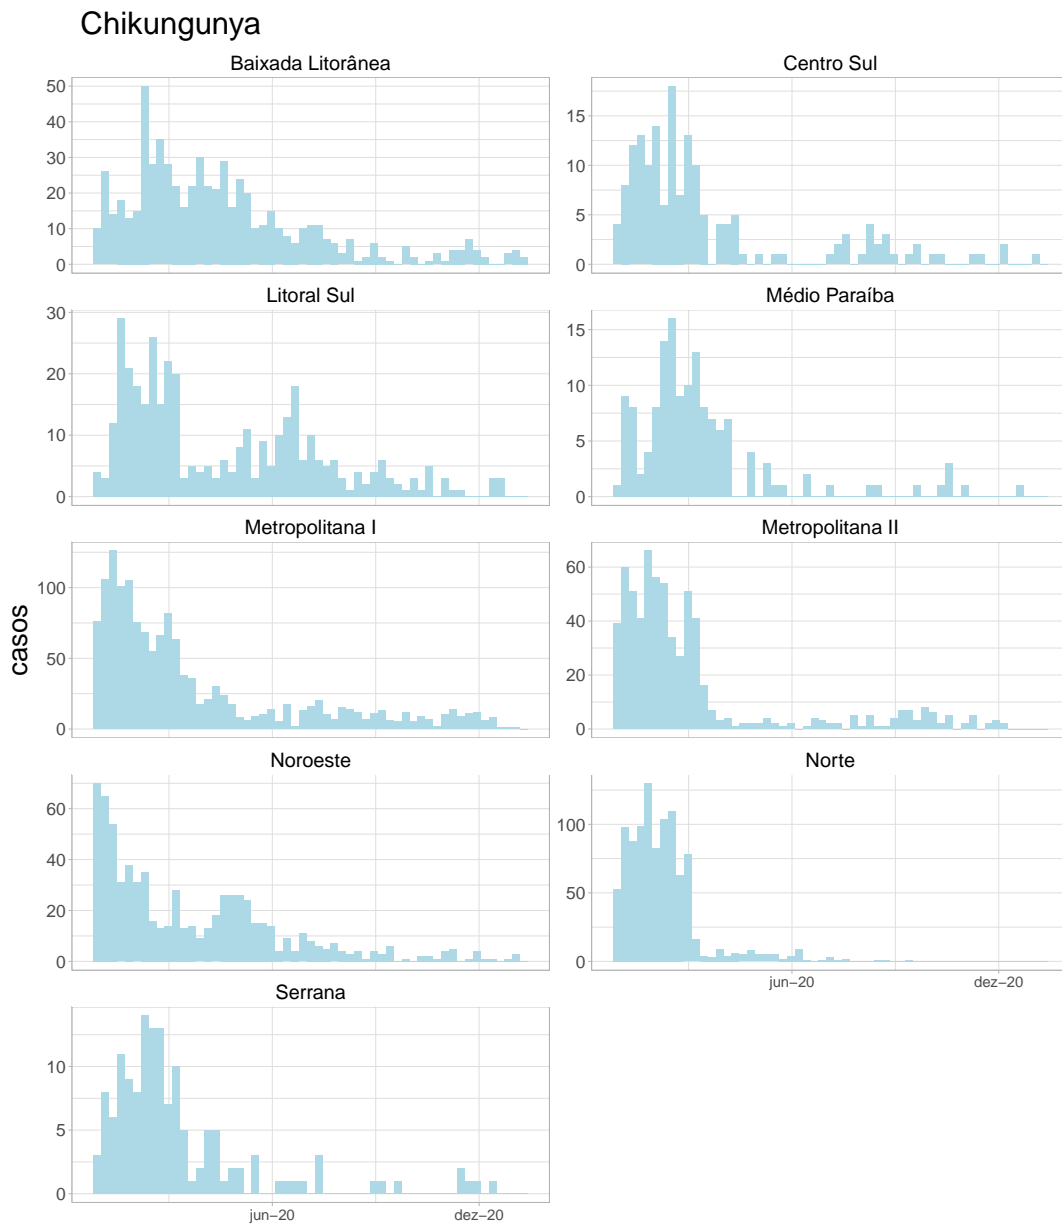 Chikungunya
Baixada Litorânea
Centro Sul
50
40
30
20
10
0
15
10
5
0
Litoral Sul
Médio Paraíba
30
20
10
0
15
10
5
0
Metropolitana I
Metropolitana II
100
50
0
60
40
20
0
casos
Noroeste
Norte
60
40
20
0
100
50
0
jun−20
dez−20
Serrana
10
5
0
jun−20
dez−20